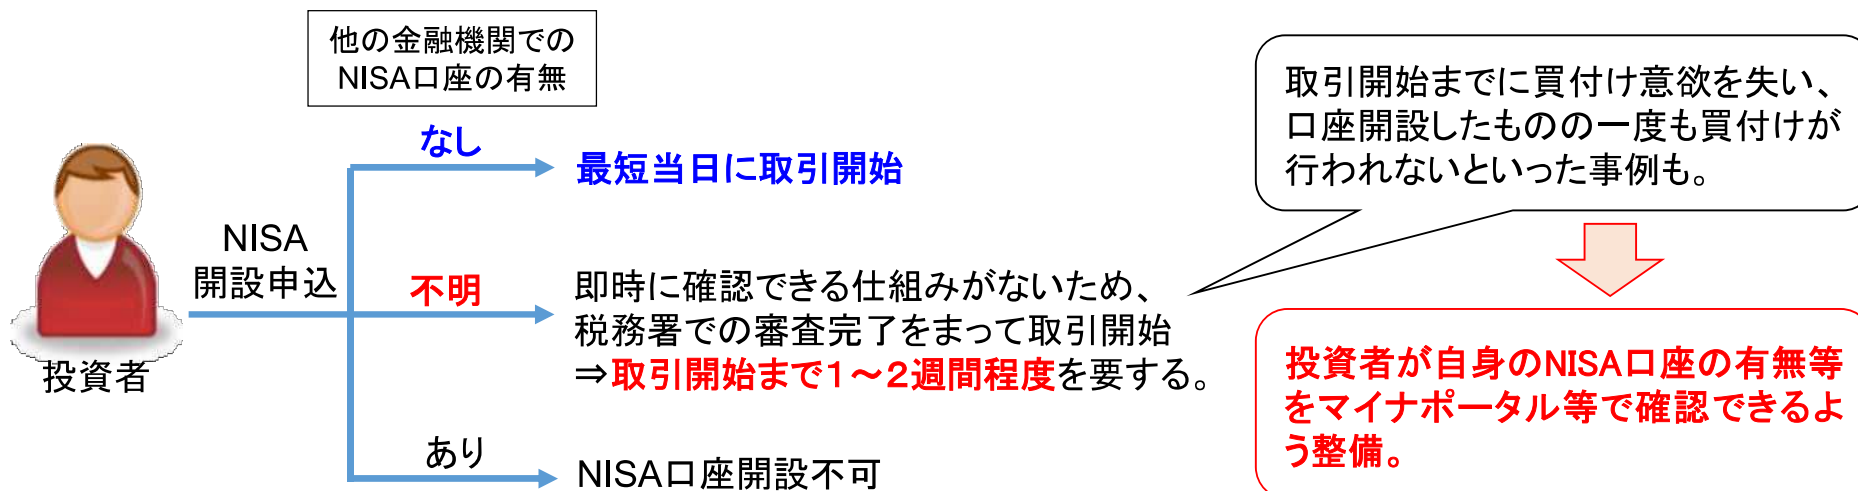 他の金融機関での
NISA口座の有無
なし
最短当日に取引開始
NISA
開設申込
投資者
不明
即時に確認できる仕組みがないため、
税務署での審査完了をまって取引開始
⇒取引開始まで1～2週間程度を要する。
あり
NISA口座開設不可
取引開始までに買付け意欲を失い、
口座開設したものの一度も買付けが
行われないといった事例も。
投資者が自身のNISA口座の有無等
をマイナポータル等で確認できるよ
う整備。